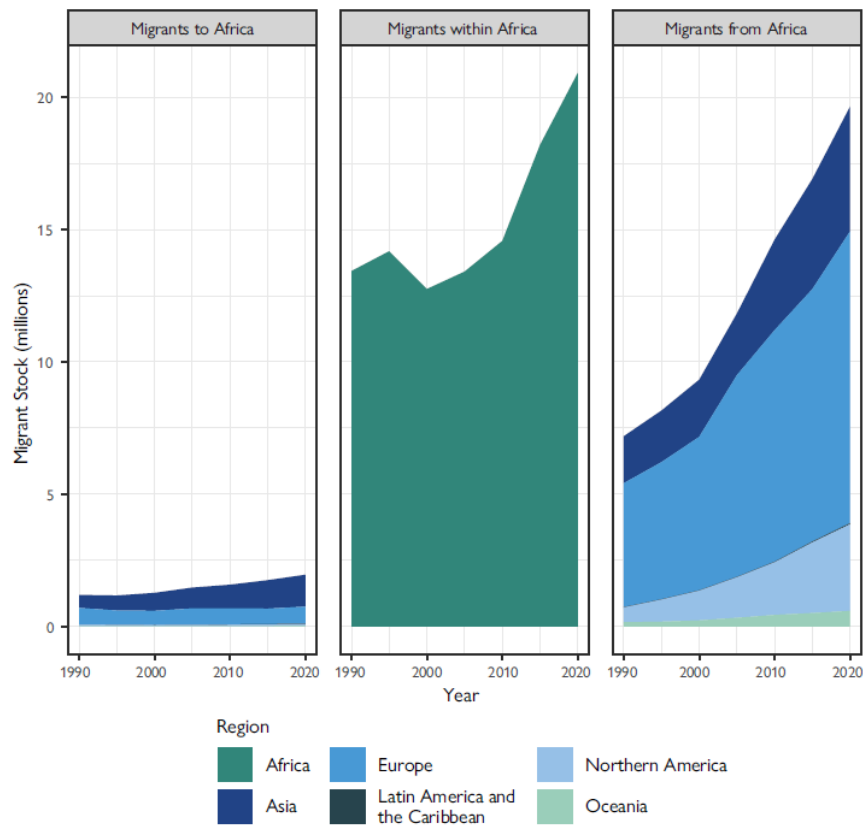 Migrants to Africa
Migrants within Africa
Migrants from Africa
Migrant Stock (millions)
20
15
10
5
0
1990
2000
2010
2020
1990
2000
2010
2020
1990
2000
2010
2020
Year
Region
Africa
Europe
Northern America
Asia
Latin America and
the Caribbean
Oceania